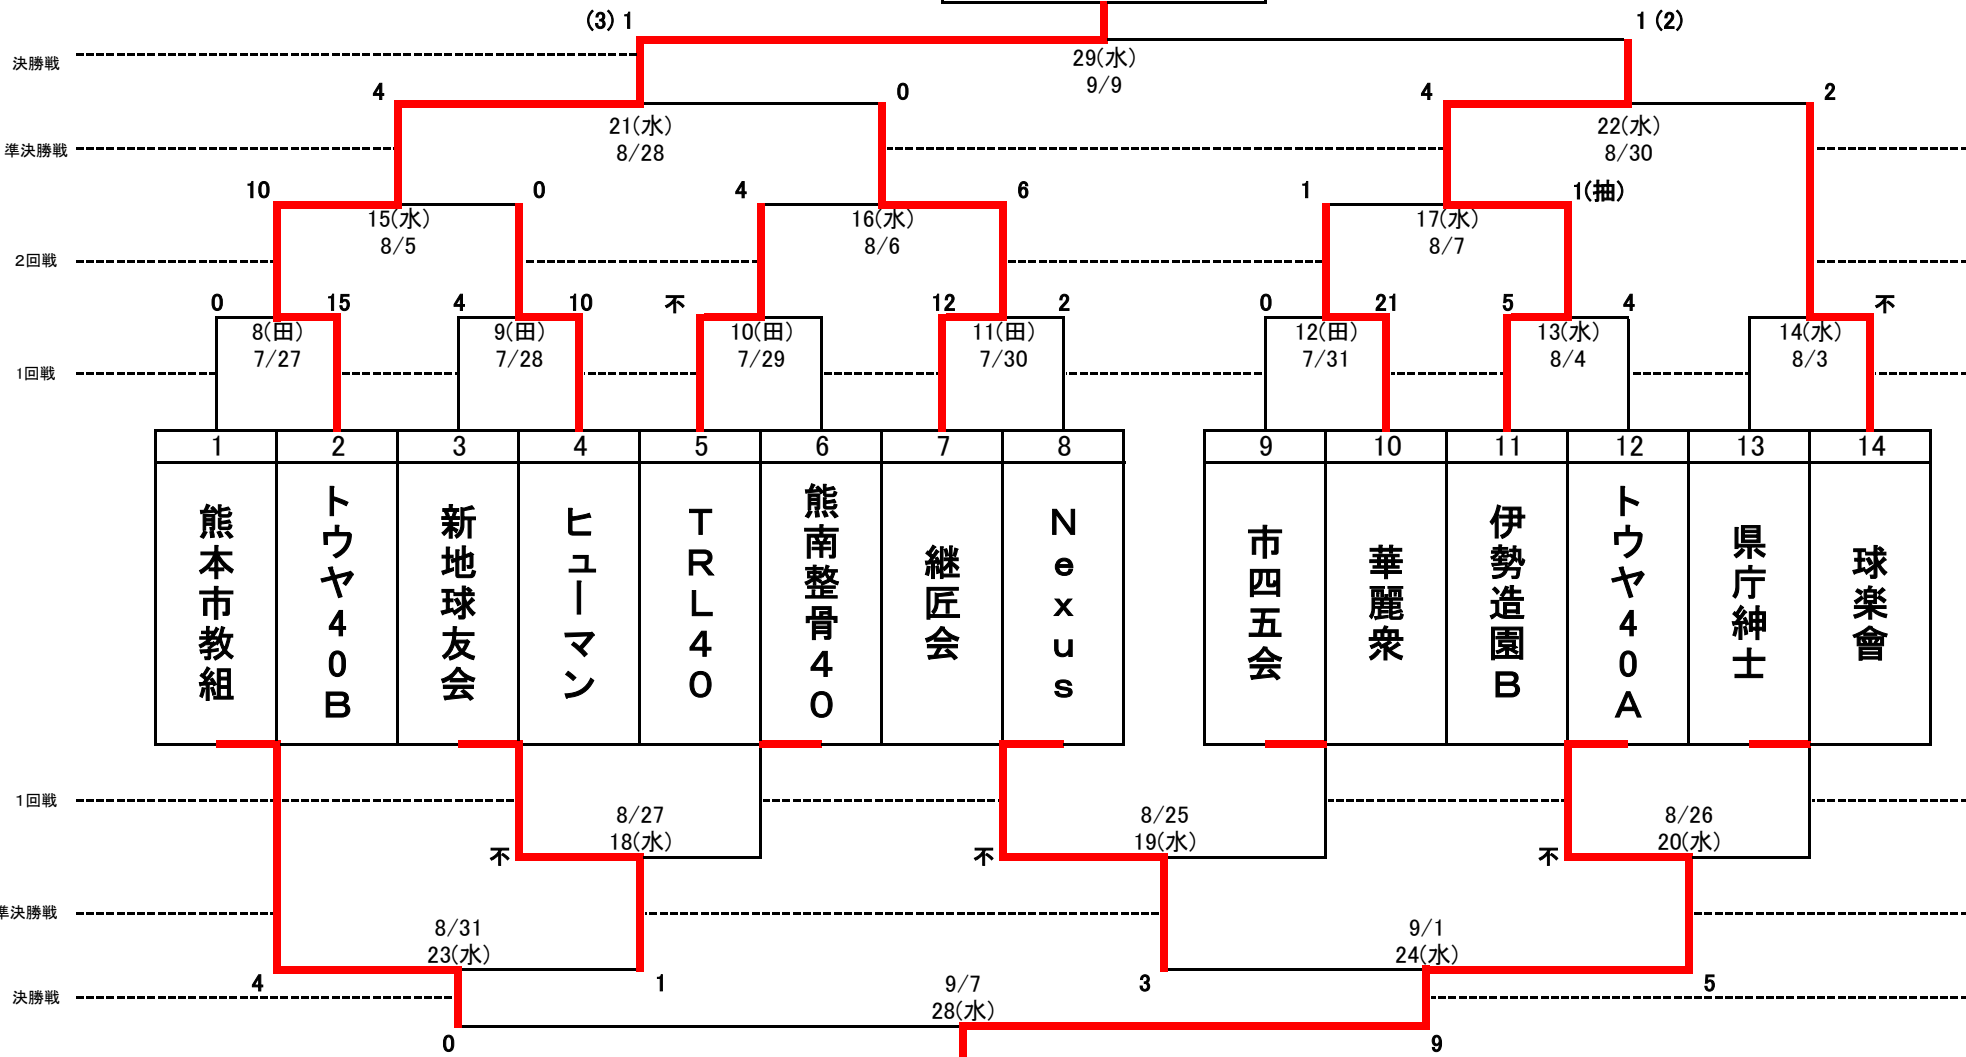 (3) 1
1 (2)
決勝戦
29(水)
9/9
4
0
4
2
21(水)
8/28
22(水)
8/30
準決勝戦
10
0
4
6
1
1(抽)
15(水)
8/5
16(水)
8/6
17(水)
8/7
2回戦
0
15
4
10
不
12
2
0
21
5
4
不
8(田)
7/27
9(田)
7/28
10(田)
7/29
11(田)
7/30
12(田)
7/31
13(水)
8/4
14(水)
8/3
1回戦
1
2
3
4
5
6
7
8
9
10
11
12
13
14
熊本市教組
トウヤ40B
新地球友会
ヒューマン
TRL40
熊南整骨40
継匠会
Nexus
市四五会
華麗衆
伊勢造園B
トウヤ40A
県庁紳士
球楽會
1回戦
8/27
18(水)
8/25
19(水)
8/26
20(水)
不
不
不
準決勝戦
8/31
23(水)
9/1
24(水)
4
1
3
5
決勝戦
9/7
28(水)
0
9